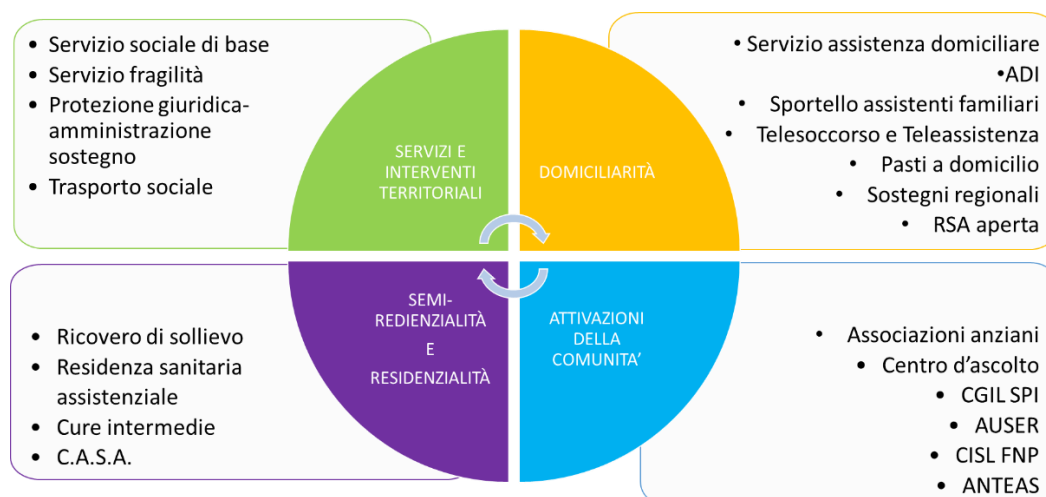 • Servizio sociale di base
• Servizio fragilità
• Protezione giuridica-
amministrazione
sostegno
• Trasporto sociale
SERVIZI E
INTERVENTI
TERRITORIALI
DOMICILIARITÀ
• Servizio assistenza domiciliare
•ADI
• Sportello assistenti familiari
• Telesoccorso e Teleassistenza
• Pasti a domicilio
• Sostegni regionali
• RSA aperta
• Ricovero di sollievo
• Residenza sanitaria
assistenziale
• Cure intermedie
• C.A.S.A.
SEMI-
REDIENZIALITÀ
E
RESIDENZIALITÀ
ATTIVAZIONI
DELLA
COMUNITA’
• Associazioni anziani
• Centro d’ascolto
• CGIL SPI
• AUSER
• CISL FNP
• ANTEAS